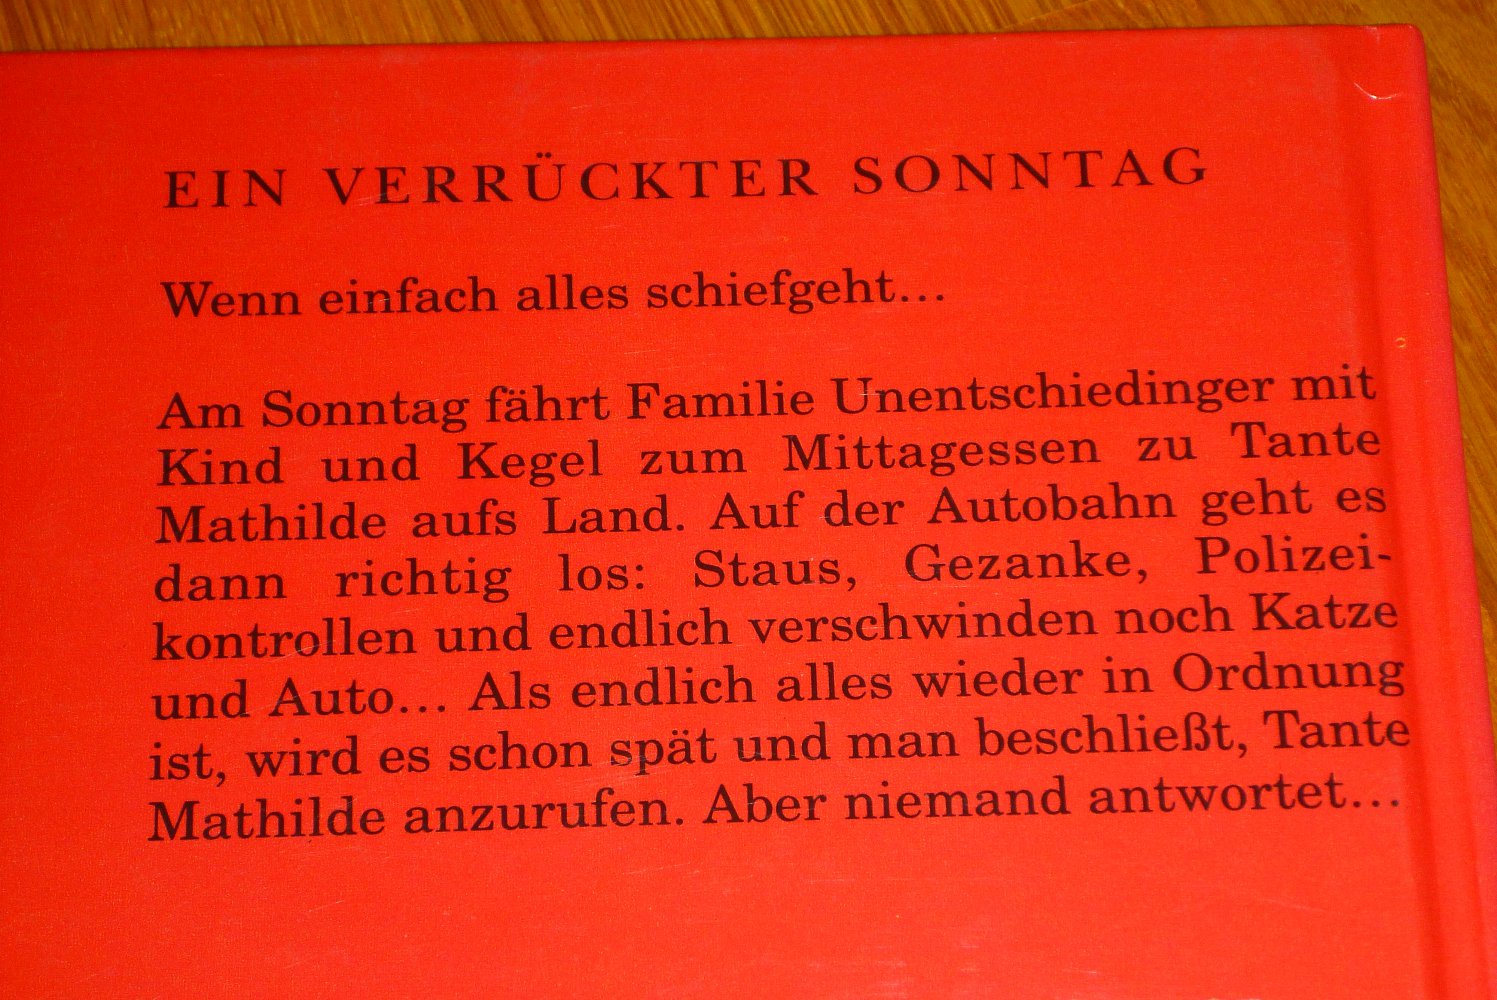 EIN VERRÜCKTER SONNTAG
Wenn einfach alles schiefgeht...
Am Sonntag fährt Familie Unentschiedinger mit
Kind und Kegel zum Mittagessen zu Tante
Mathilde aufs Land. Auf der Autobahn geht es
dann richtig los: Staus, Gezanke, Polizei-
kontrollen und endlich verschwinden noch Katze
und Auto... Als endlich alles wieder in Ordnung
ist, wird es schon spät und man beschließt, Tante
Mathilde anzurufen. Aber niemand antwortet...